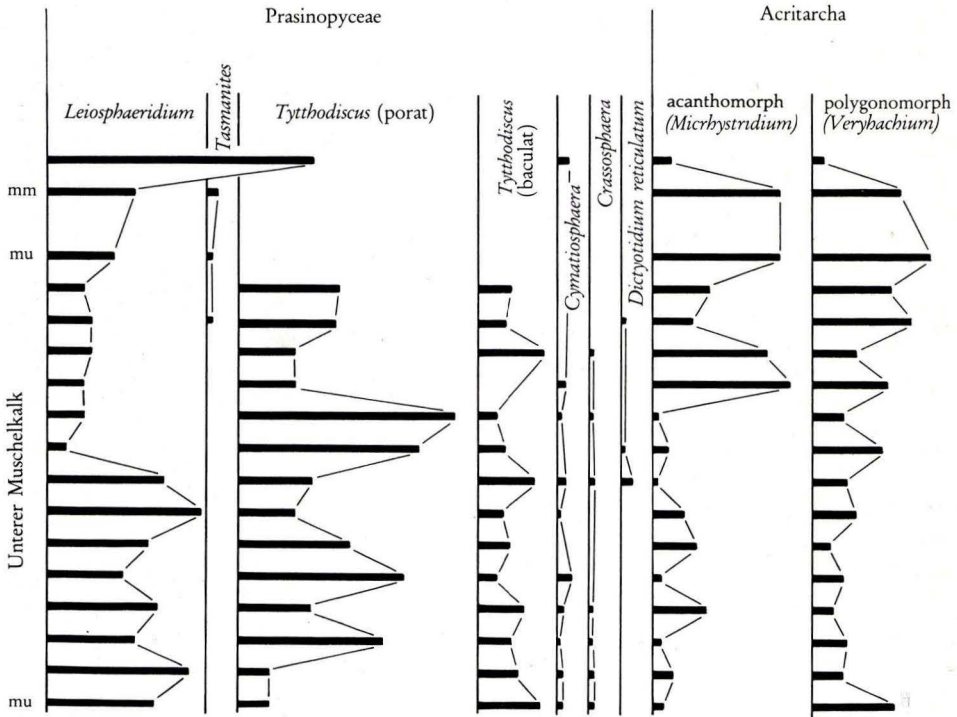 Prasinopyceae
Acritarcha
Leiosphaeridium
Tasmanites
Tytthodiscus (porat)
Tytthodiscus
(baculat)
Cymatiosphaera
Crassosphaera
Dictyotidium reticulatum
acanthomorph
(Micrhystridium)
polygonomorph
(Veryhachium)
mm
mu
Unterer Muschelkalk
mu